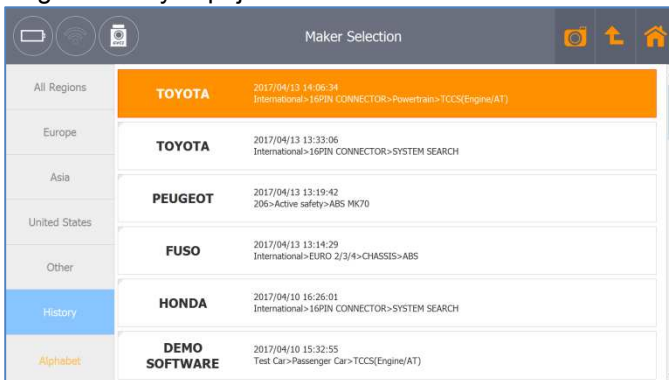 Maker Selection
All Regions
Europe
Asia
United States
Other
History
Alphabet
TOYOTA
2017/04/13 14:06:34
International>16PIN CONNECTOR>Powertrain>TCCS(Engine/AT)
TOYOTA
2017/04/13 13:33:06
International>16PIN CONNECTOR>SYSTEM SEARCH
PEUGEOT
2017/04/13 13:19:42
206>Active safety>ABS MK70
FUSO
2017/04/13 13:14:29
International>EURO 2/3/4>CHASSIS>ABS
HONDA
2017/04/10 16:26:01
International>16PIN CONNECTOR>SYSTEM SEARCH
DEMO
SOFTWARE
2017/04/10 15:32:55
Test Car>Passenger Car>TCCS(Engine/AT)